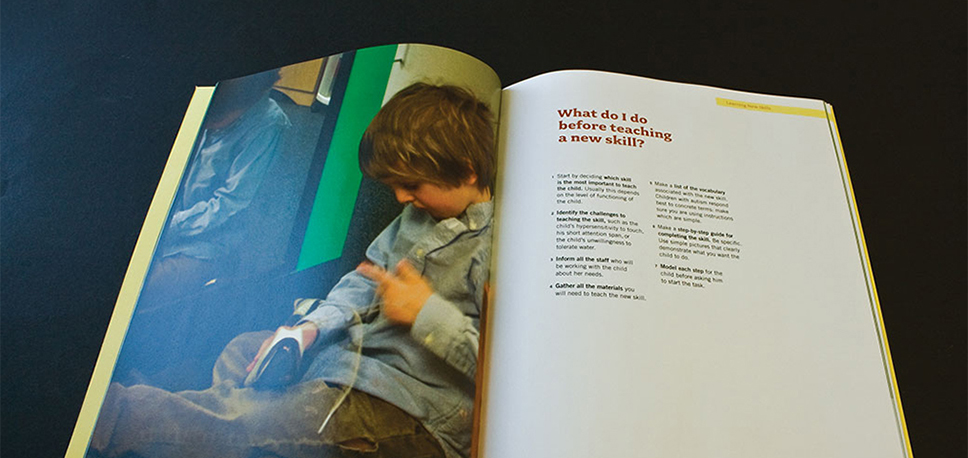 Learning New Skills
What do I do
before teaching
a new skill?
1 Start by deciding which skill
is the most important to teach
the child. Usually this depends
on the level of functioning of
the child.
2 Identify the challenges to
teaching the skill, such as the
child's hypersensitivity to touch,
his short attention span, or
the child's unwillingness to
tolerate water.
3 Inform all the staff who will
be working with the child
about her needs.
4 Gather all the materials you
will need to teach the new skill.
5 Make a list of the vocabulary
associated with the new skill.
Children with autism respond
best to concrete terms. make
sure you are using instructions
which are simple.
6 Make a step-by-step guide for
completing the skill. Be specific.
Use simple pictures that clearly
demonstrate what you want the
child to do.
7 Model each step for the
child before asking him
to start the task.